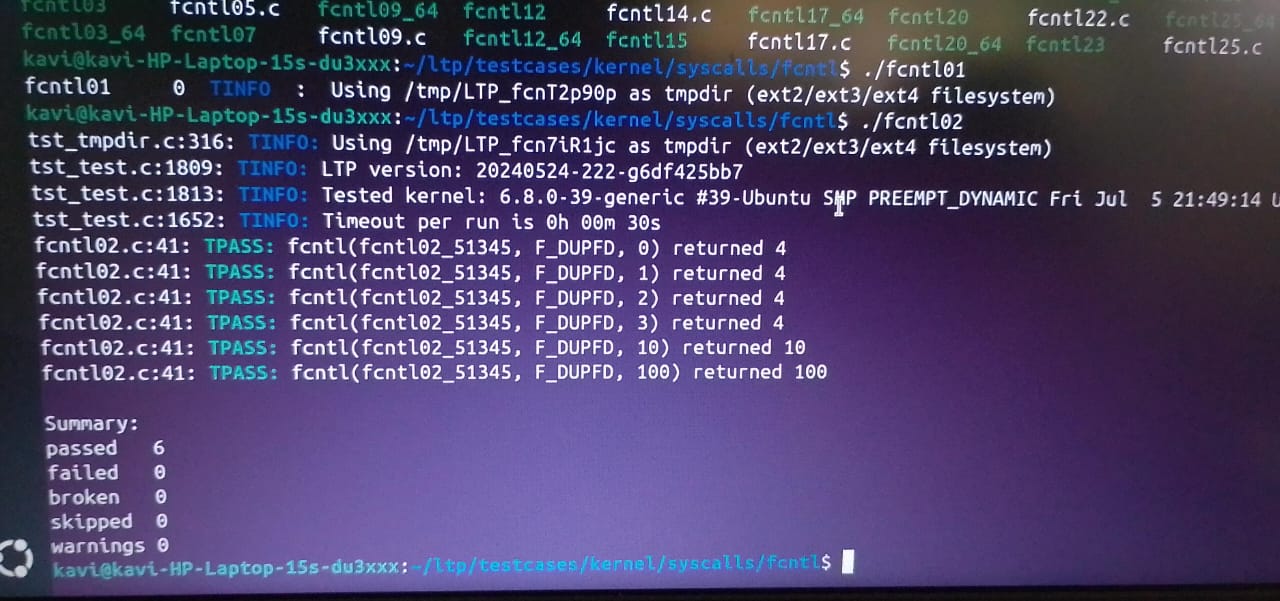 fcntl03 fcntl05.c fcntl09_64 fcntl12 fcntl14.c fcntl17_64 fcntl20 fcntl22.c fcntl25_64
fcntl03_64 fcntl07 fcntl09.c fcntl12_64 fcntl15 fcntl17.c fcntl20_64 fcntl23 fcntl25.c
kavi@kavi-HP-Laptop-15s-du3xxx:~/ltp/testcases/kernel/syscalls/fcntl$ ./fcntl01
fcntl01 0 TINFO : Using /tmp/LTP_fcnT2p90p as tmpdir (ext2/ext3/ext4 filesystem)
kavi@kavi-HP-Laptop-15s-du3xxx:~/ltp/testcases/kernel/syscalls/fcntl$ ./fcntl02
tst_tmpdir.c:316: TINFO: Using /tmp/LTP_fcn7iR1jc as tmpdir (ext2/ext3/ext4 filesystem)
tst_test.c:1809: TINFO: LTP version: 20240524-222-g6df425bb7
tst_test.c:1813: TINFO: Tested kernel: 6.8.0-39-generic #39-Ubuntu SMP PREEMPT_DYNAMIC Fri Jul 5 21:49:14 U
tst_test.c:1652: TINFO: Timeout per run is 0h 00m 30s
fcntl02.c:41: TPASS: fcntl(fcntl02_51345, F_DUPFD, 0) returned 4
fcntl02.c:41: TPASS: fcntl(fcntl02_51345, F_DUPFD, 1) returned 4
fcntl02.c:41: TPASS: fcntl(fcntl02_51345, F_DUPFD, 2) returned 4
fcntl02.c:41: TPASS: fcntl(fcntl02_51345, F_DUPFD, 3) returned 4
fcntl02.c:41: TPASS: fcntl(fcntl02_51345, F_DUPFD, 10) returned 10
fcntl02.c:41: TPASS: fcntl(fcntl02_51345, F_DUPFD, 100) returned 100
Summary:
passed 6
failed 0
broken 0
skipped 0
warnings 0
kavi@kavi-HP-Laptop-15s-du3xxx:~/ltp/testcases/kernel/syscalls/fcntl$